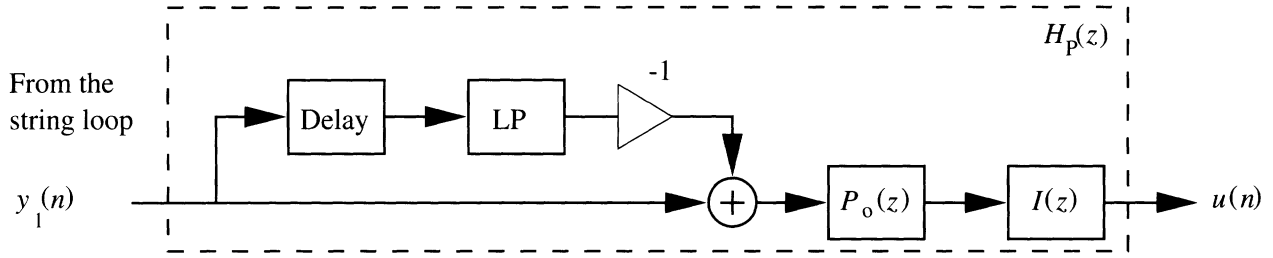 H_P(z)
From the
string loop
-1
Delay
LP
y_1(n)
+
P_o(z)
I(z)
u(n)